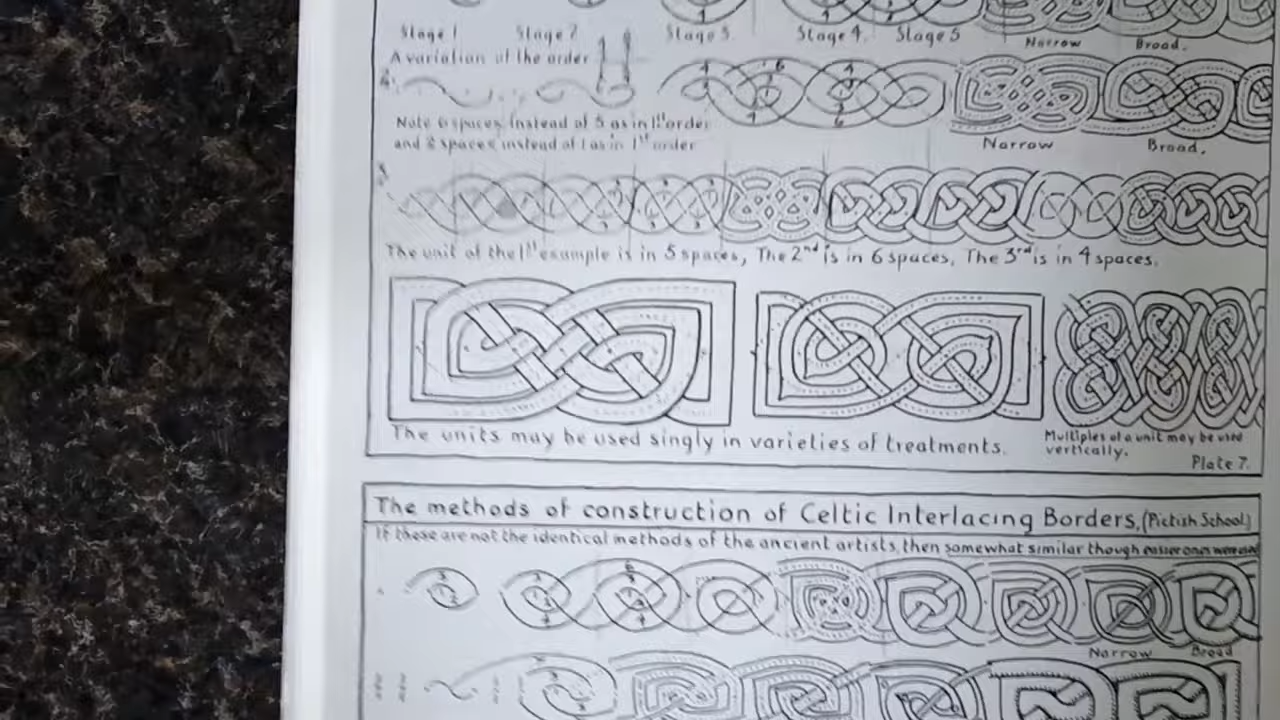 Stage 1 Stage 2 Stage 3. Stage 4. Stage 5 Narrow Broad.
A variation of the order
2.
Note 6 spaces instead of 5 as in 1st order
and 2 spaces instead of 1 as in 1st order
Narrow Broad.
3.
The unit of the 1st example is in 5 spaces, The 2nd is in 6 spaces, The 3rd is in 4 spaces.
The units may be used singly in varieties of treatments.
Multiples of a unit may be used
vertically.
Plate 7.
The methods of construction of Celtic Interlacing Borders, (Pictish School.)
If these are not the identical methods of the ancient artists, then somewhat similar though easier ones
Narrow Broad